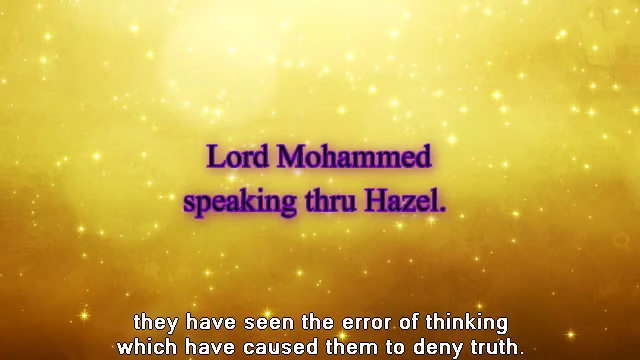 Lord Mohammed
speaking thru Hazel.
they have seen the error of thinking
which have caused them to deny truth.